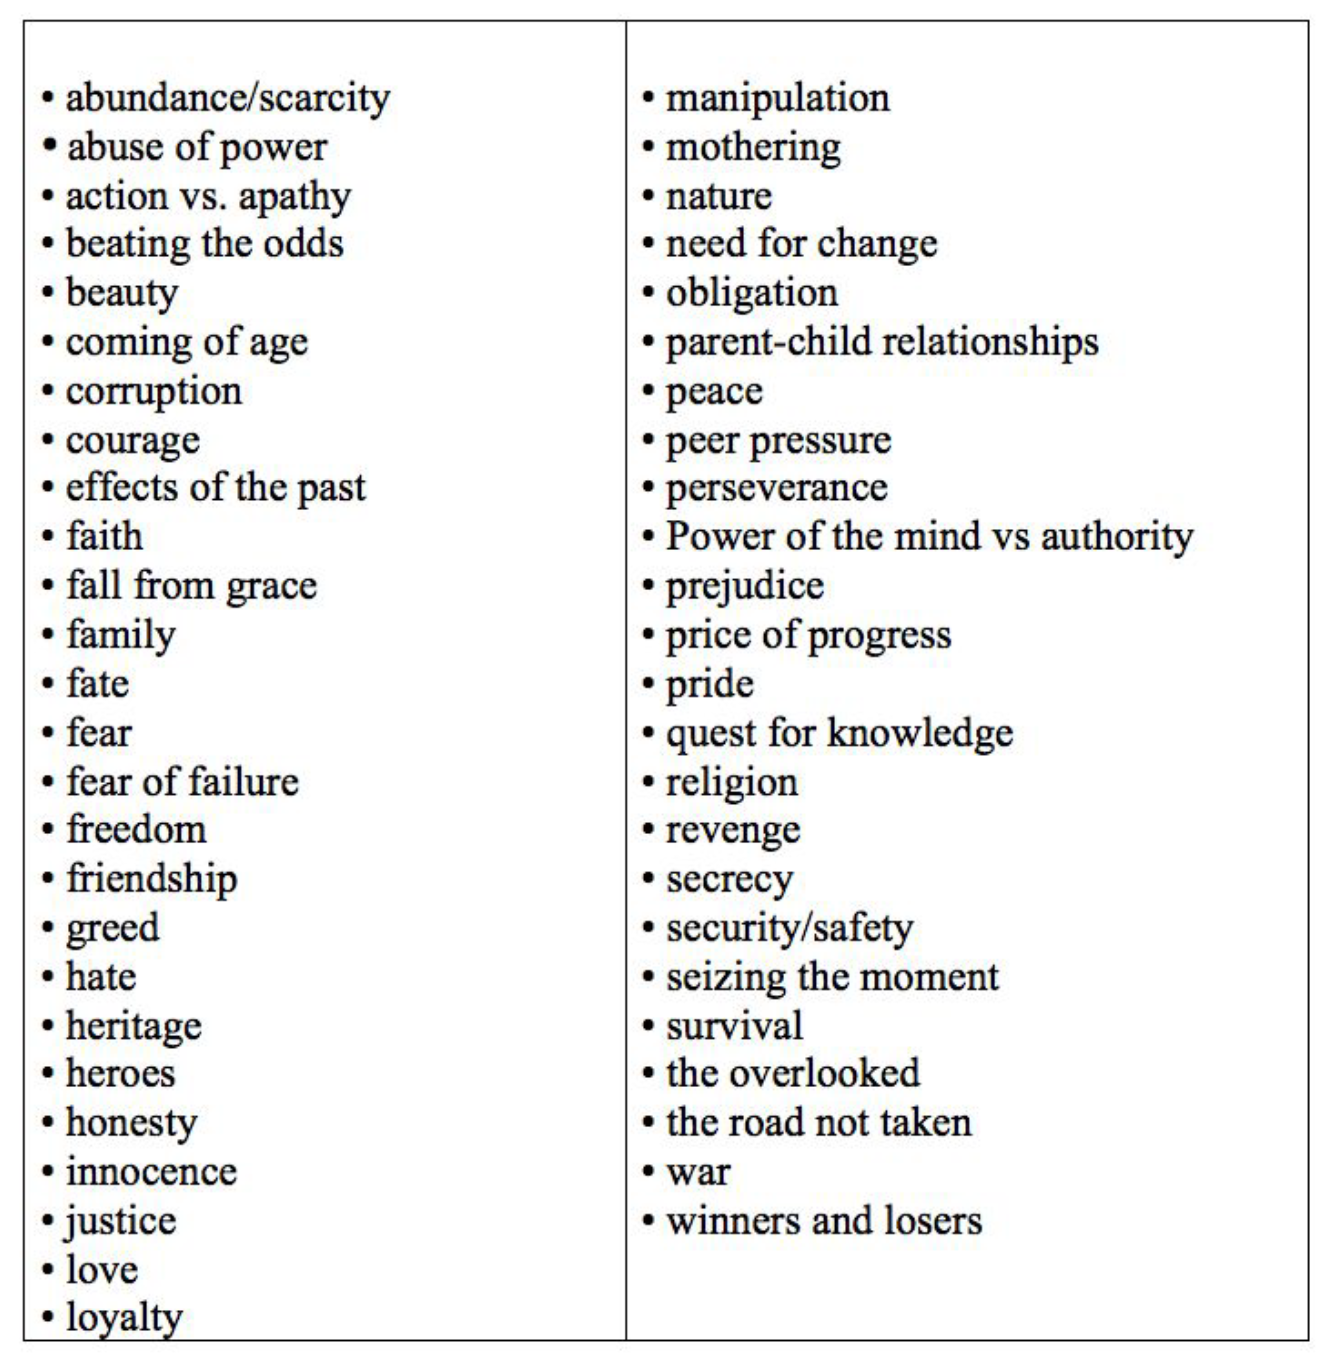 • abundance/scarcity
• abuse of power
• action vs. apathy
• beating the odds
• beauty
• coming of age
• corruption
• courage
• effects of the past
• faith
• fall from grace
• family
• fate
• fear
• fear of failure
• freedom
• friendship
• greed
• hate
• heritage
• heroes
• honesty
• innocence
• justice
• love
• loyalty
• manipulation
• mothering
• nature
• need for change
• obligation
• parent-child relationships
• peace
• peer pressure
• perseverance
• Power of the mind vs authority
• prejudice
• price of progress
• pride
• quest for knowledge
• religion
• revenge
• secrecy
• security/safety
• seizing the moment
• survival
• the overlooked
• the road not taken
• war
• winners and losers